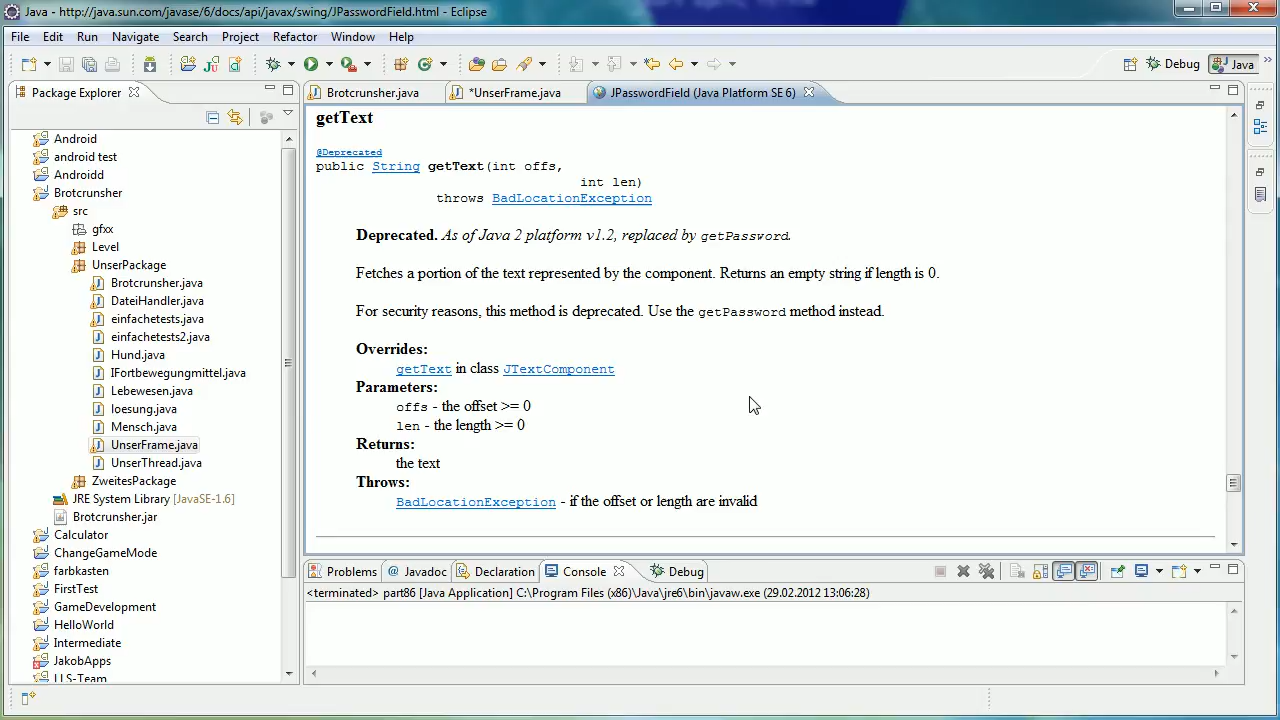 Java - http://java.sun.com/javase/6/docs/api/javax/swing/JPasswordField.html - Eclipse
File Edit Run Navigate Search Project Refactor Window Help
Debug Java
Package Explorer
Brotcrunsher.java *UnserFrame.java JPasswordField (Java Platform SE 6)
Android
android test
Androidd
Brotcrunsher
src
gfxx
Level
UnserPackage
Brotcrunsher.java
DateiHandler.java
einfachetests.java
einfachetests2.java
Hund.java
IFortbewegungmittel.java
Lebewesen.java
loesung.java
Mensch.java
UnserFrame.java
UnserThread.java
ZweitesPackage
JRE System Library [JavaSE-1.6]
Brotcrunsher.jar
Calculator
ChangeGameMode
farbkasten
FirstTest
GameDevelopment
HelloWorld
Intermediate
JakobApps
LLS-Team
getText
@Deprecated
public String getText(int offs,
int len)
throws BadLocationException
Deprecated. As of Java 2 platform v1.2, replaced by getPassword.
Fetches a portion of the text represented by the component. Returns an empty string if length is 0.
For security reasons, this method is deprecated. Use the getPassword method instead.
Overrides:
getText in class JTextComponent
Parameters:
offs - the offset >= 0
len - the length >= 0
Returns:
the text
Throws:
BadLocationException - if the offset or length are invalid
Problems @ Javadoc Declaration Console Debug
<terminated> part86 [Java Application] C:\Program Files (x86)\Java\jre6\bin\javaw.exe (29.02.2012 13:06:28)